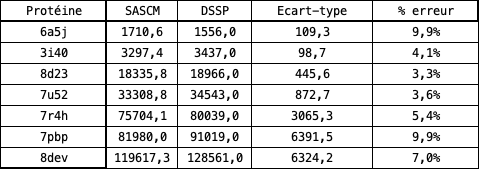 Protéine SASCM DSSP Ecart-type % erreur
6a5j 1710,6 1556,0 109,3 9,9%
3i40 3297,4 3437,0 98,7 4,1%
8d23 18335,8 18966,0 445,6 3,3%
7u52 33308,8 34543,0 872,7 3,6%
7r4h 75704,1 80039,0 3065,3 5,4%
7pbp 81980,0 91019,0 6391,5 9,9%
8dev 119617,3 128561,0 6324,2 7,0%